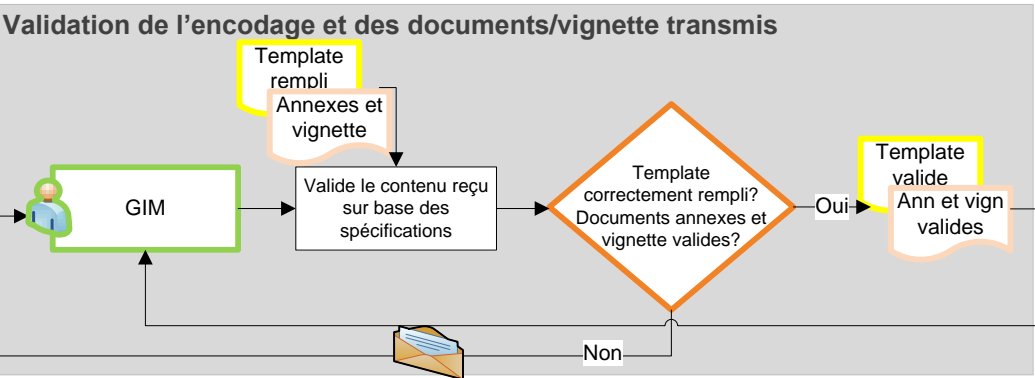 Validation de l’encodage et des documents/vignette transmis
Template
rempli
Annexes et
vignette
GIM
Valide le contenu reçu
sur base des
spécifications
Template
correctement rempli?
Documents annexes et
vignette valides?
Oui
Template
valide
Ann et vign
valides
Non